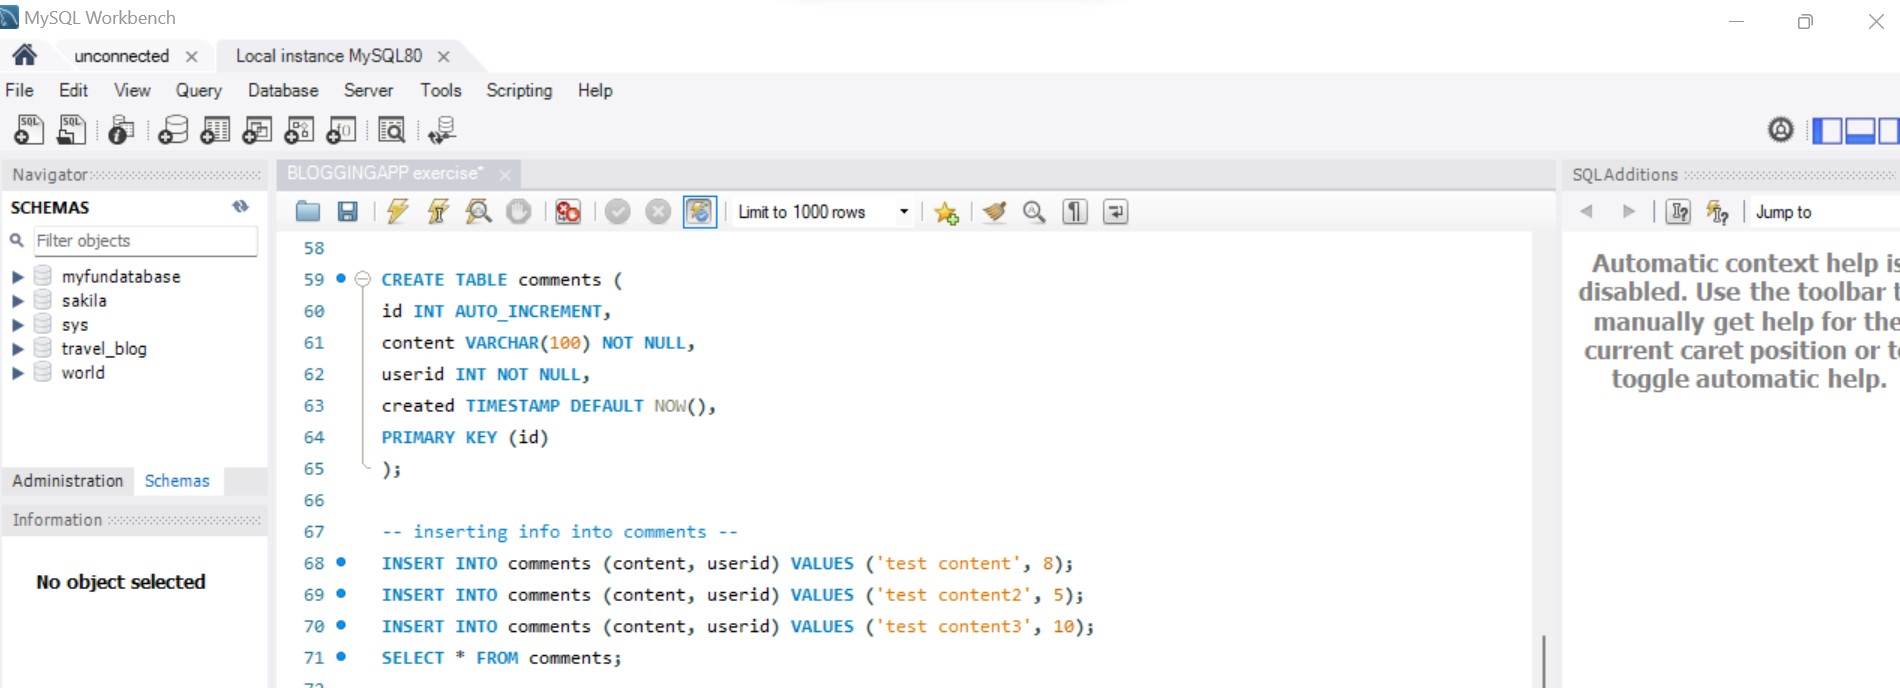 MySQL Workbench
unconnected
Local instance MySQL80
File Edit View Query Database Server Tools Scripting Help
Navigator
SCHEMAS
Filter objects
myfundatabase
sakila
sys
travel_blog
world
Administration Schemas
Information
No object selected
BLOGGINGAPP exercise*
Limit to 1000 rows
58
59 CREATE TABLE comments (
60 id INT AUTO_INCREMENT,
61 content VARCHAR(100) NOT NULL,
62 userid INT NOT NULL,
63 created TIMESTAMP DEFAULT NOW(),
64 PRIMARY KEY (id)
65 );
66
67 -- inserting info into comments --
68 INSERT INTO comments (content, userid) VALUES ('test content', 8);
69 INSERT INTO comments (content, userid) VALUES ('test content2', 5);
70 INSERT INTO comments (content, userid) VALUES ('test content3', 10);
71 SELECT * FROM comments;
SQLAdditions
Jump to
Automatic context help is
disabled. Use the toolbar
manually get help for the
current caret position or
toggle automatic help.